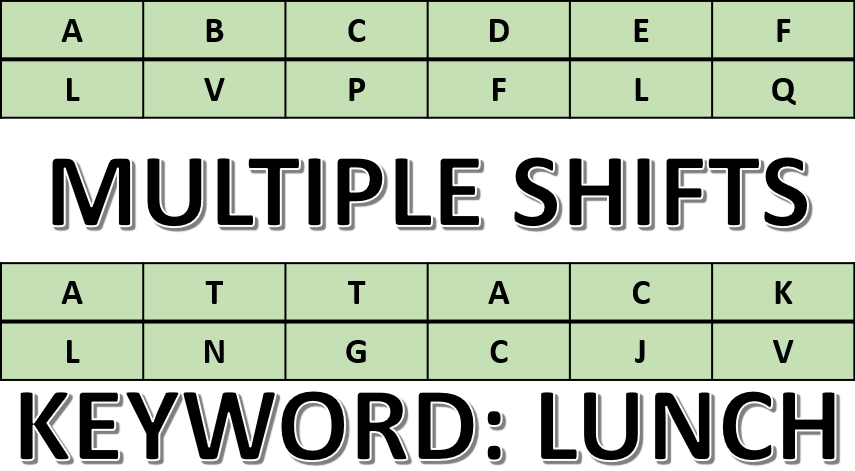 A B C D E F
L V P F L Q
MULTIPLE SHIFTS
A T T A C K
L N G C J V
KEYWORD: LUNCH